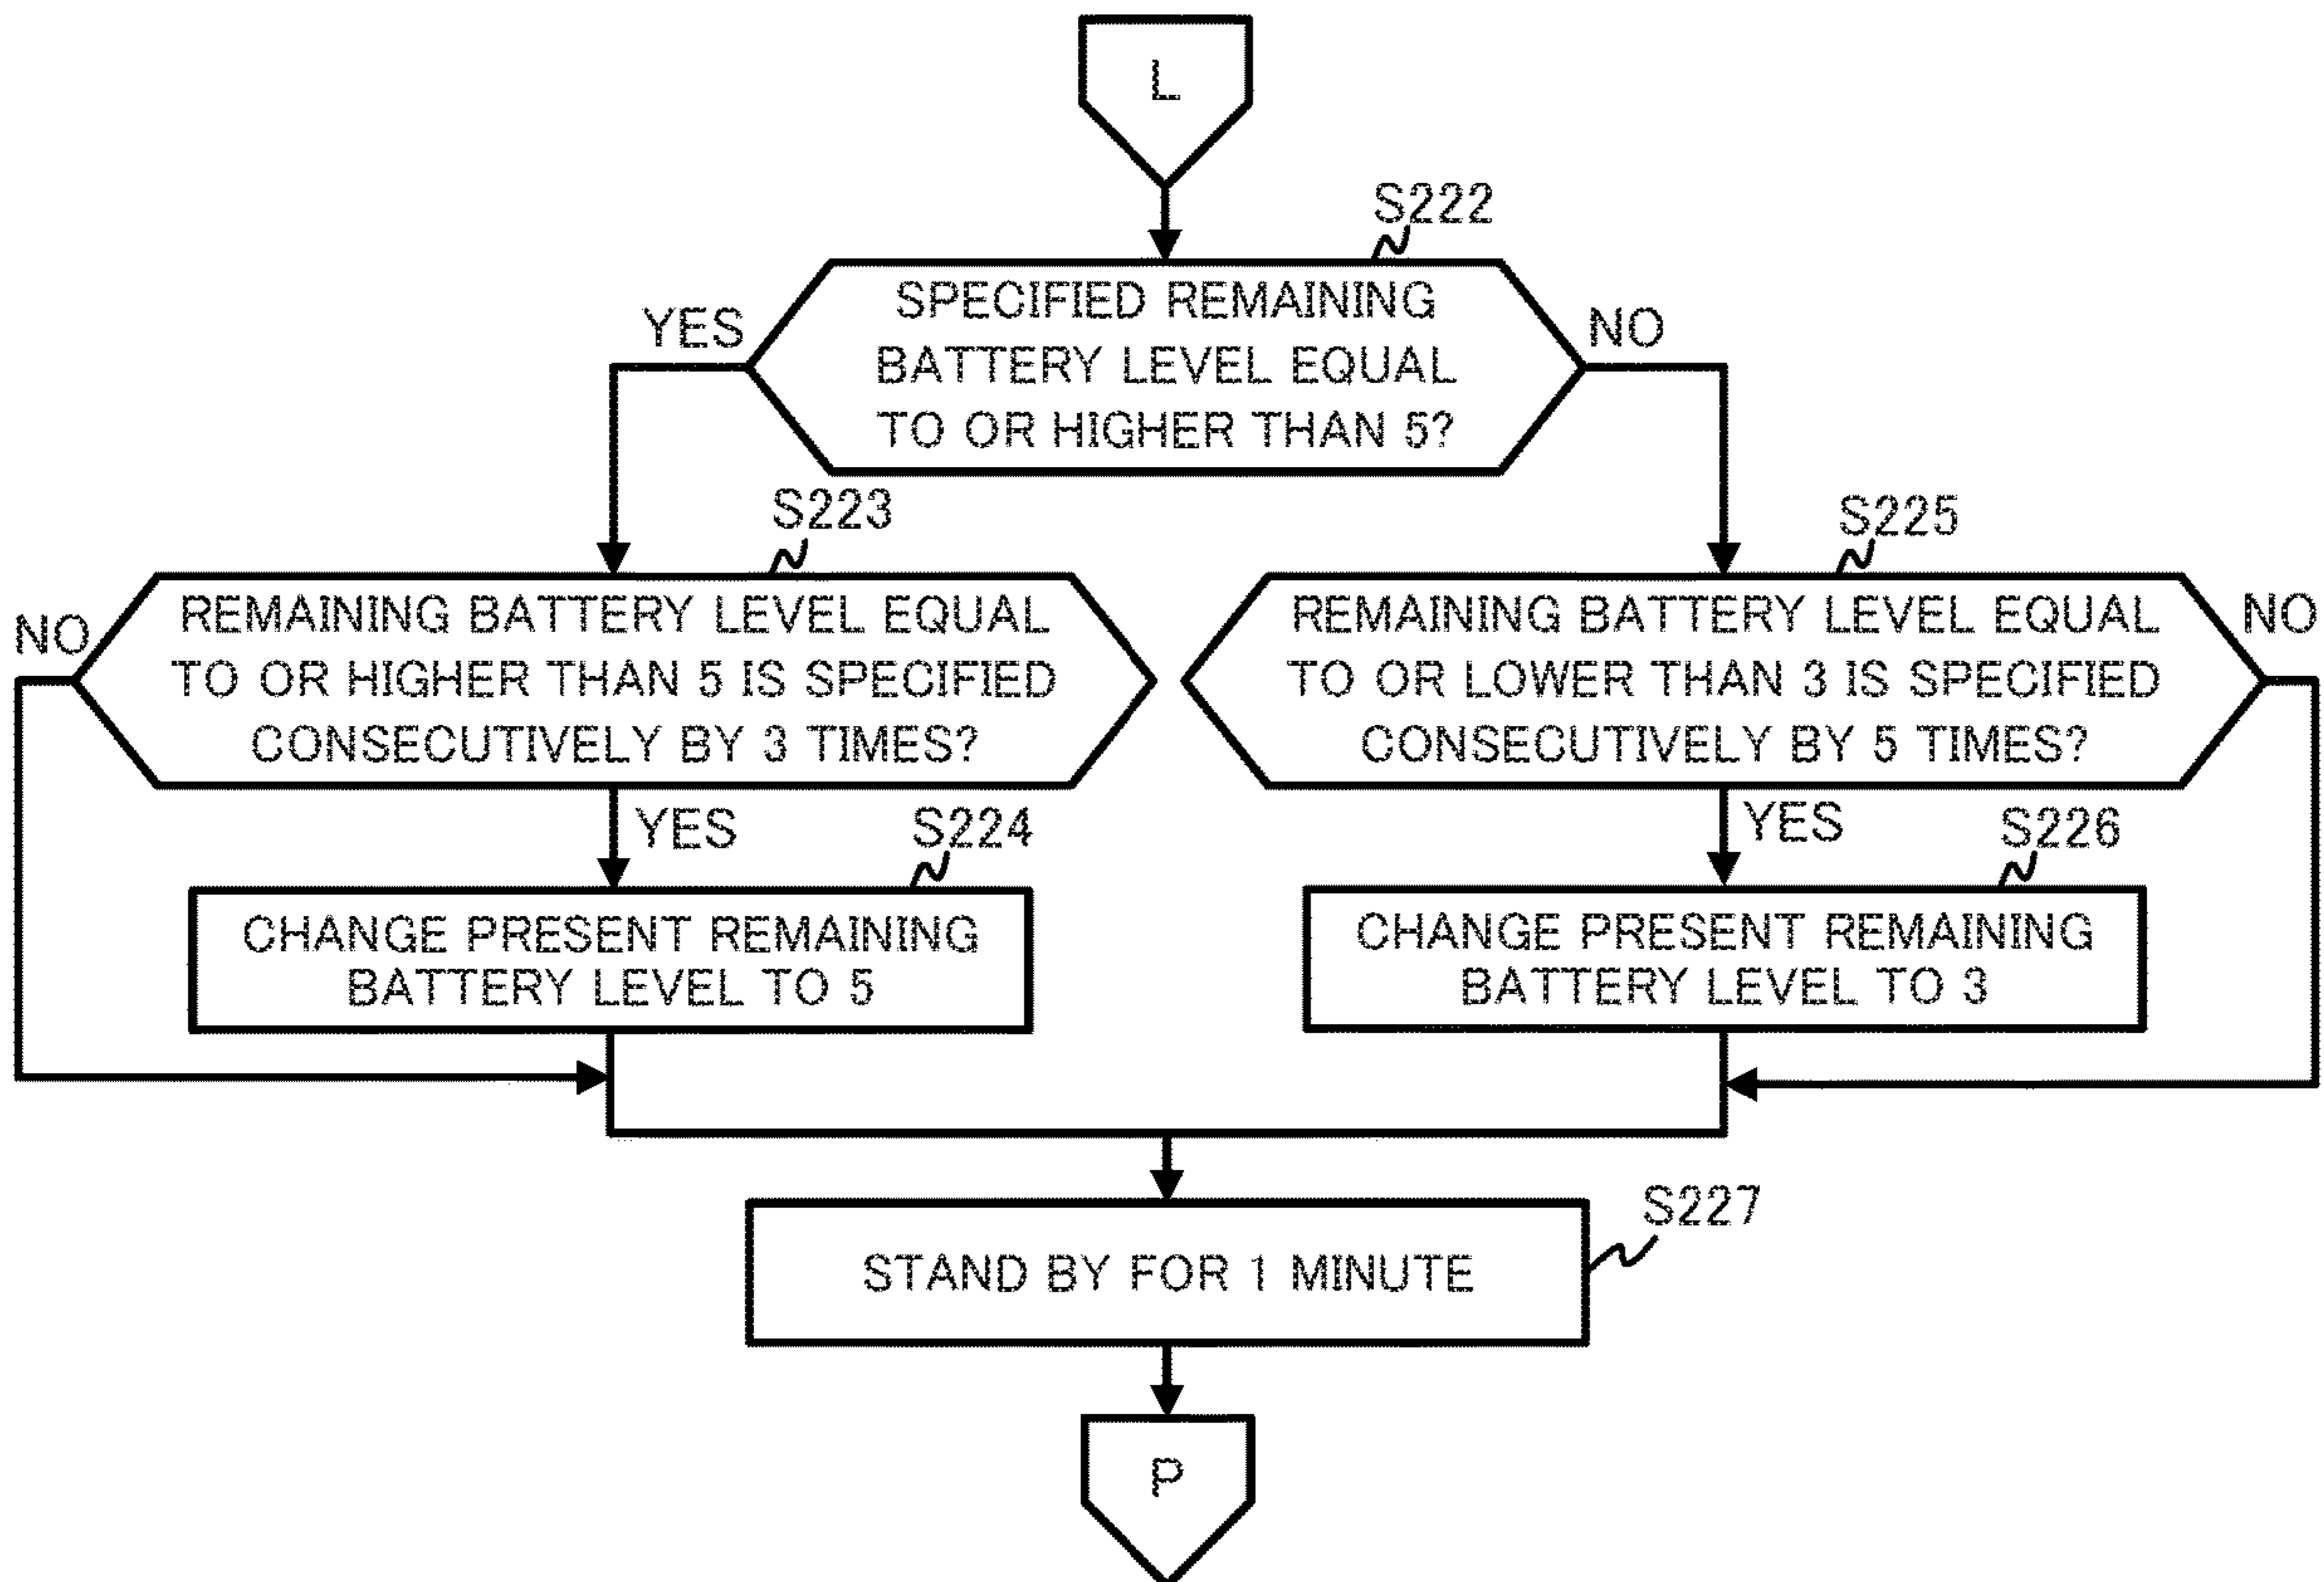 L
S222
SPECIFIED REMAINING
BATTERY LEVEL EQUAL
TO OR HIGHER THAN 5?
YES
NO
S223
REMAINING BATTERY LEVEL EQUAL
TO OR HIGHER THAN 5 IS SPECIFIED
CONSECUTIVELY BY 3 TIMES?
NO
YES
S225
REMAINING BATTERY LEVEL EQUAL
TO OR LOWER THAN 3 IS SPECIFIED
CONSECUTIVELY BY 5 TIMES?
NO
YES
S224
CHANGE PRESENT REMAINING
BATTERY LEVEL TO 5
S226
CHANGE PRESENT REMAINING
BATTERY LEVEL TO 3
S227
STAND BY FOR 1 MINUTE
P